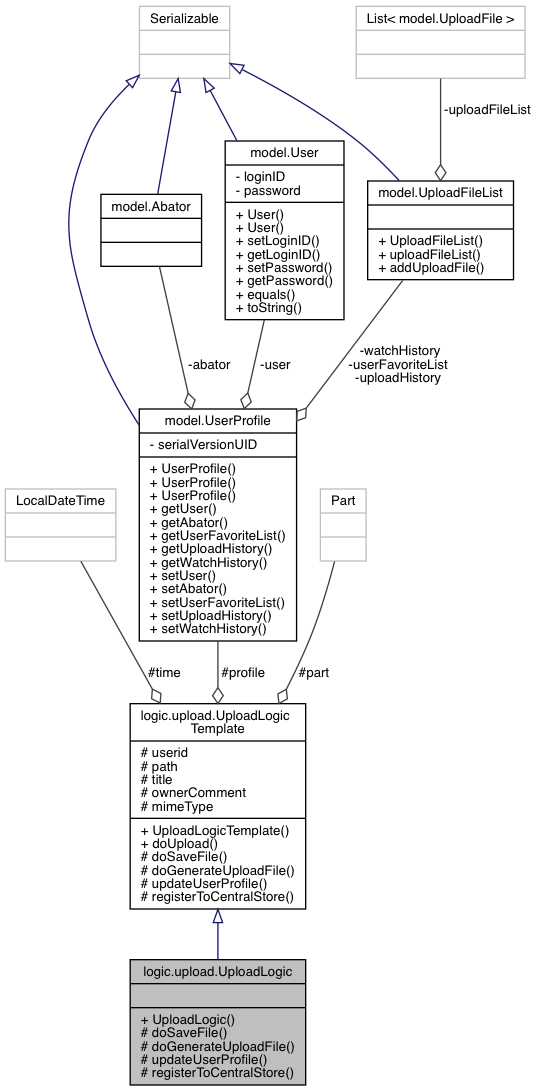 Serializable
List< model.UploadFile >
-uploadFileList
model.User
- loginID
- password
+ User()
+ User()
+ setLoginID()
+ getLoginID()
+ setPassword()
+ getPassword()
+ equals()
+ toString()
model.Abator
model.UploadFileList
+ UploadFileList()
+ uploadFileList()
+ addUploadFile()
-abator
-user
-watchHistory
-userFavoriteList
-uploadHistory
model.UserProfile
- serialVersionUID
+ UserProfile()
+ UserProfile()
+ UserProfile()
+ getUser()
+ getAbator()
+ getUserFavoriteList()
+ getUploadHistory()
+ getWatchHistory()
+ setUser()
+ setAbator()
+ setUserFavoriteList()
+ setUploadHistory()
+ setWatchHistory()
LocalDateTime
Part
#time
#profile
#part
logic.upload.UploadLogic
Template
# userid
# path
# title
# ownerComment
# mimeType
+ UploadLogicTemplate()
+ doUpload()
# doSaveFile()
# doGenerateUploadFile()
# updateUserProfile()
# registerToCentralStore()
logic.upload.UploadLogic
+ UploadLogic()
# doSaveFile()
# doGenerateUploadFile()
# updateUserProfile()
# registerToCentralStore()